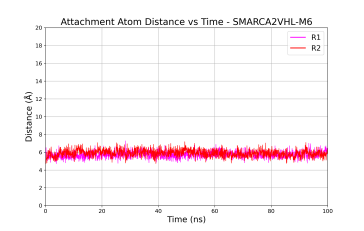 Attachment Atom Distance vs Time - SMARCA2VHL-M6
R1
R2
Distance (Å)
20
18
16
14
12
10
8
6
4
2
0
0 20 40 60 80 100
Time (ns)